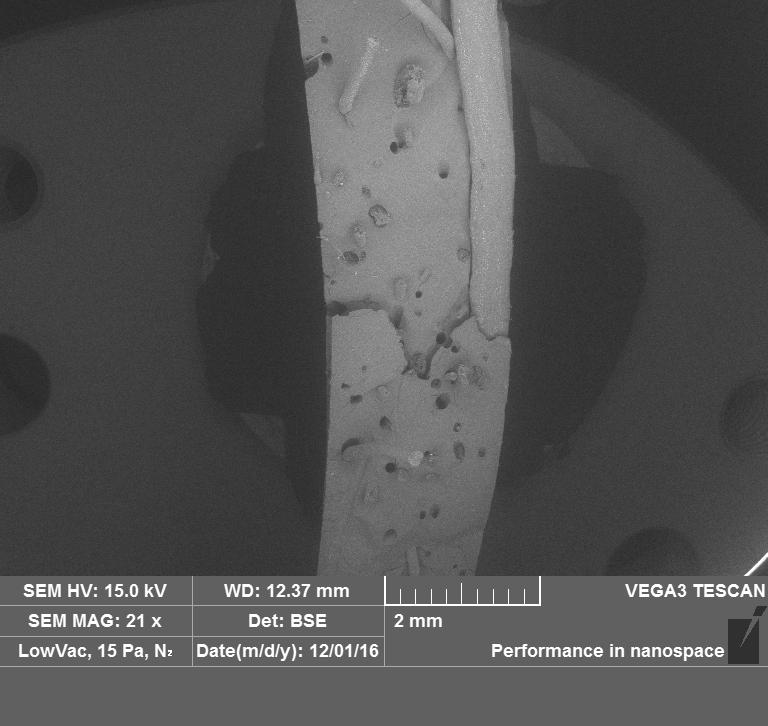 SEM HV: 15.0 kV WD: 12.37 mm VEGA3 TESCAN
SEM MAG: 21 x Det: BSE 2 mm
LowVac, 15 Pa, N₂ Date(m/d/y): 12/01/16 Performance in nanospace